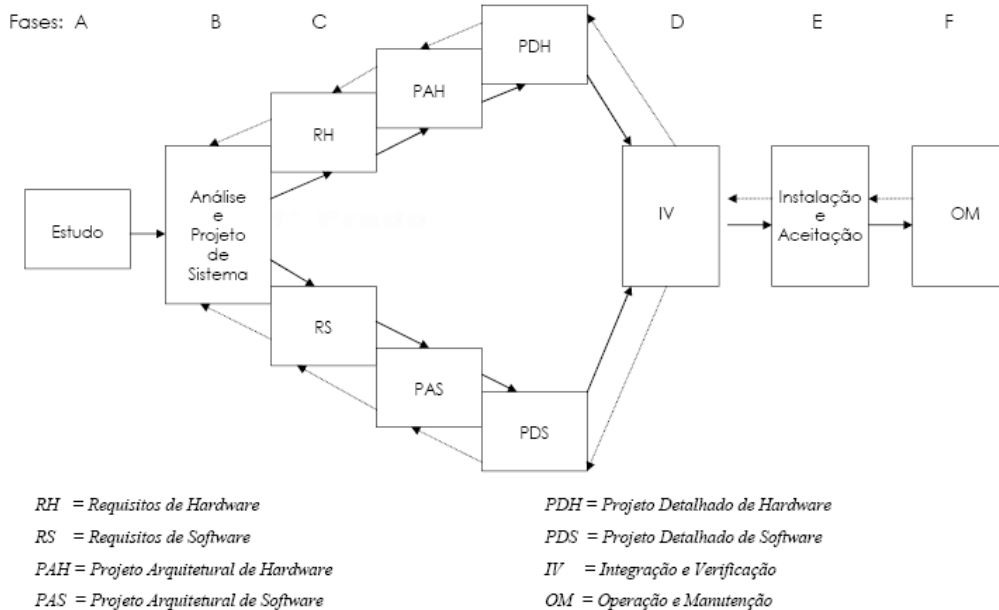 Fases: A B C D E F
PDH
PAH
RH
Análise
e
Projeto
de
Sistema
Estudo
IV
Instalação
e
Aceitação
OM
RS
PAS
PDS
RH = Requisitos de Hardware
RS = Requisitos de Software
PAH = Projeto Arquitetural de Hardware
PAS = Projeto Arquitetural de Software
PDH = Projeto Detalhado de Hardware
PDS = Projeto Detalhado de Software
IV = Integração e Verificação
OM = Operação e Manutenção